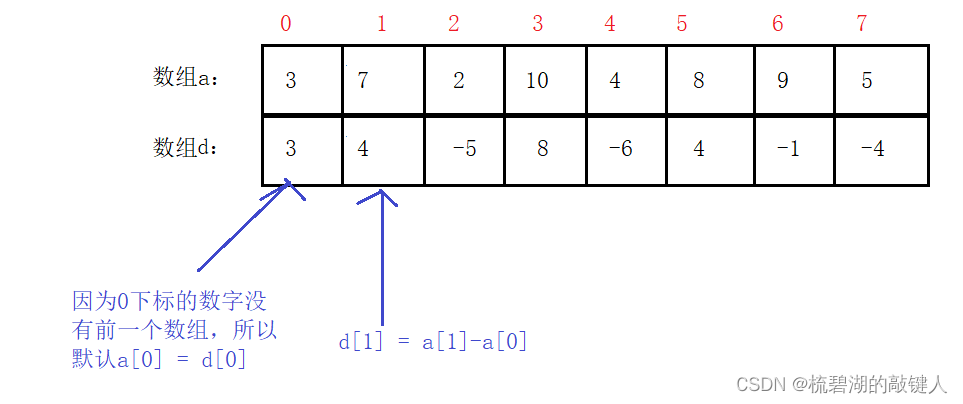 0 1 2 3 4 5 6 7
数组a: 3 7 2 10 4 8 9 5
数组d: 3 4 -5 8 -6 4 -1 -4
因为0下标的数字没
有前一个数组，所以
默认a[0] = d[0]
d[1] = a[1]-a[0]
CSDN @梳碧湖的敲键人